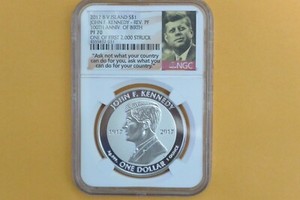 2017 B V ISLAND S$1
JOHN F. KENNEDY - REV. PF
100TH ANNIV. OF BIRTH
PF 70
ONE OF FIRST 2,000 STRUCK
"Ask not what your country
can do for you, ask what you
can do for your country."
NGC
JOHN F. KENNEDY
1917 2017
ONE DOLLAR